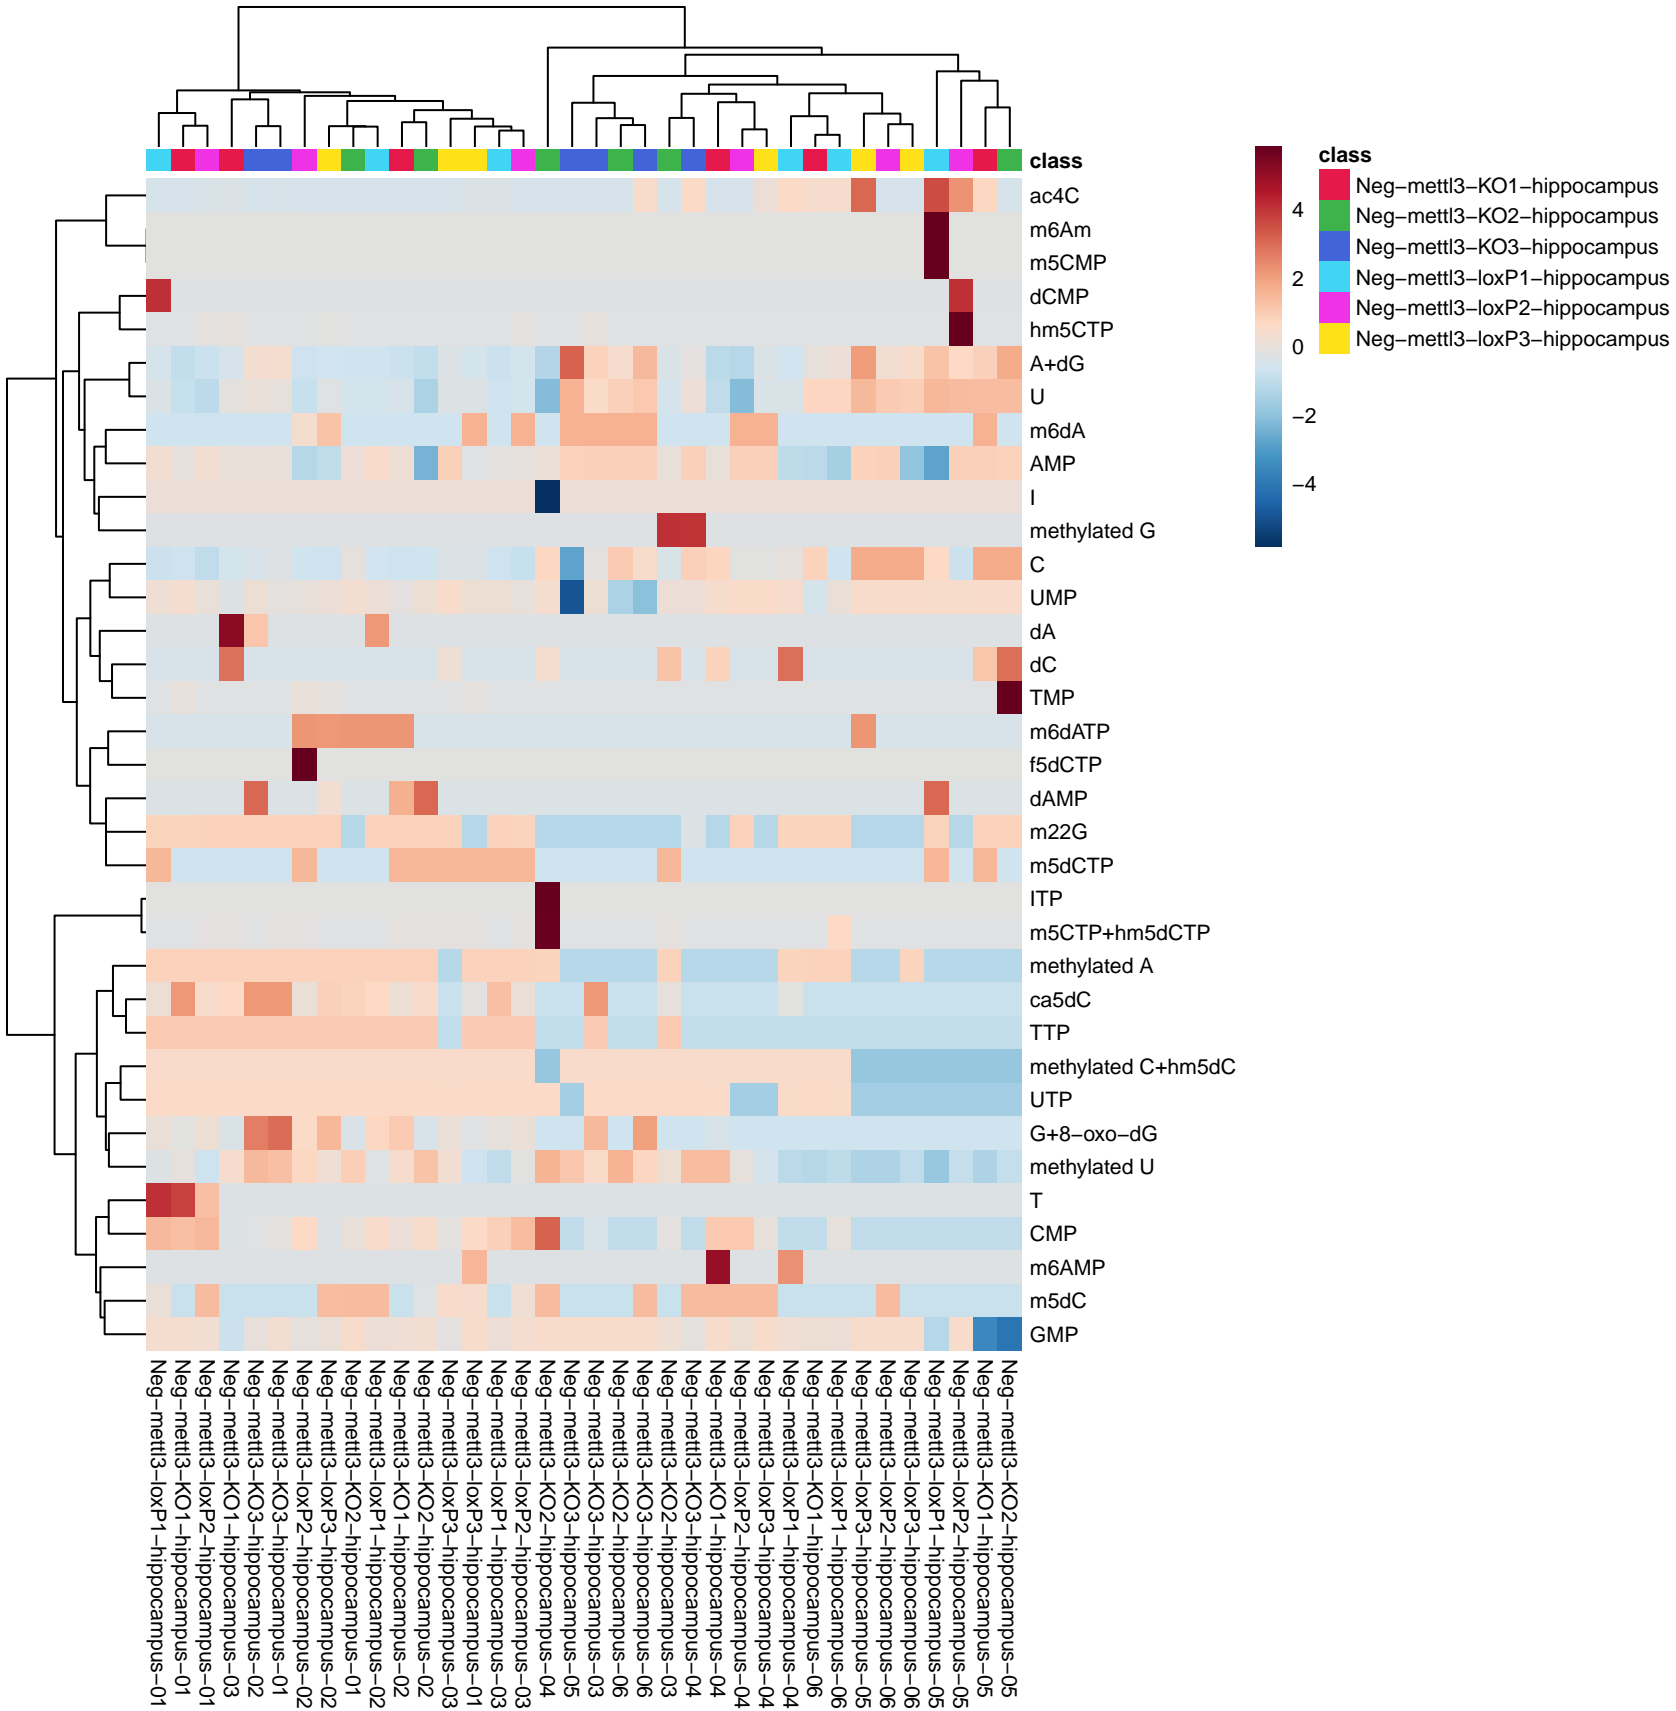 class
class
Neg−mettl3−KO1−hippocampus
Neg−mettl3−KO2−hippocampus
Neg−mettl3−KO3−hippocampus
Neg−mettl3−loxP1−hippocampus
Neg−mettl3−loxP2−hippocampus
Neg−mettl3−loxP3−hippocampus
4
2
0
−2
−4
ac4C
m6Am
m5CMP
dCMP
hm5CTP
A+dG
U
m6dA
AMP
I
methylated G
C
UMP
dA
dC
TMP
m6dATP
f5dCTP
dAMP
m22G
m5dCTP
ITP
m5CTP+hm5dCTP
methylated A
ca5dC
TTP
methylated C+hm5dC
UTP
G+8−oxo−dG
methylated U
T
CMP
m6AMP
m5dC
GMP
Neg−mettl3−loxP1−hippocampus−01
Neg−mettl3−KO1−hippocampus−01
Neg−mettl3−loxP2−hippocampus−01
Neg−mettl3−KO1−hippocampus−03
Neg−mettl3−KO3−hippocampus−02
Neg−mettl3−KO3−hippocampus−01
Neg−mettl3−loxP2−hippocampus−02
Neg−mettl3−loxP3−hippocampus−02
Neg−mettl3−KO2−hippocampus−01
Neg−mettl3−loxP1−hippocampus−02
Neg−mettl3−KO1−hippocampus−02
Neg−mettl3−KO2−hippocampus−02
Neg−mettl3−loxP3−hippocampus−03
Neg−mettl3−loxP3−hippocampus−01
Neg−mettl3−loxP1−hippocampus−03
Neg−mettl3−loxP2−hippocampus−03
Neg−mettl3−KO2−hippocampus−04
Neg−mettl3−KO3−hippocampus−05
Neg−mettl3−KO3−hippocampus−03
Neg−mettl3−KO2−hippocampus−06
Neg−mettl3−KO3−hippocampus−06
Neg−mettl3−KO2−hippocampus−03
Neg−mettl3−KO3−hippocampus−04
Neg−mettl3−KO1−hippocampus−04
Neg−mettl3−loxP2−hippocampus−04
Neg−mettl3−loxP3−hippocampus−04
Neg−mettl3−loxP1−hippocampus−04
Neg−mettl3−KO1−hippocampus−06
Neg−mettl3−loxP1−hippocampus−06
Neg−mettl3−loxP3−hippocampus−05
Neg−mettl3−loxP2−hippocampus−06
Neg−mettl3−loxP3−hippocampus−06
Neg−mettl3−loxP1−hippocampus−05
Neg−mettl3−loxP2−hippocampus−05
Neg−mettl3−KO1−hippocampus−05
Neg−mettl3−KO2−hippocampus−05